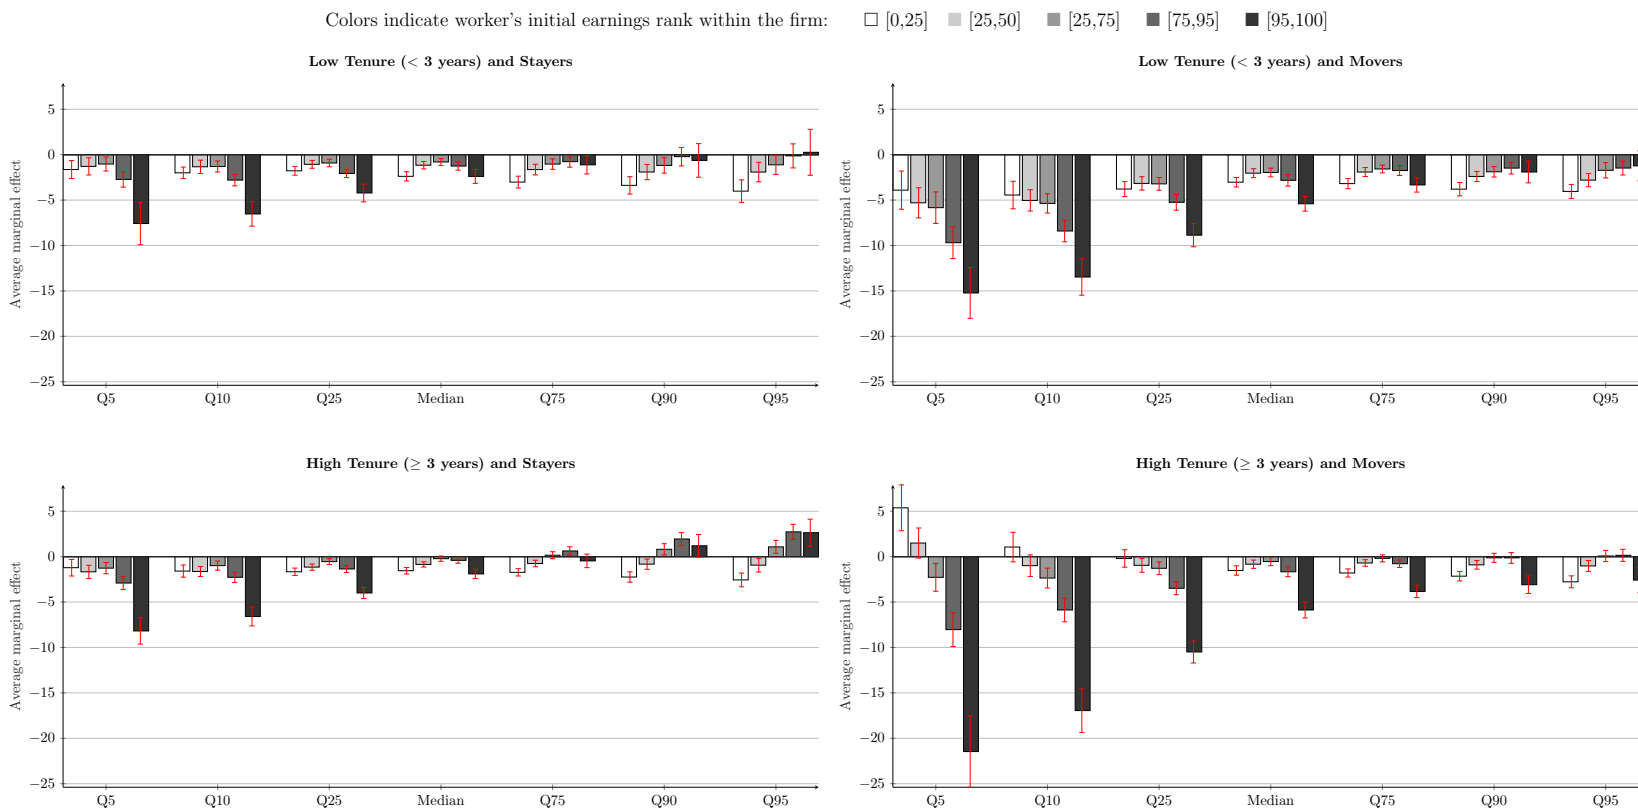 Colors indicate worker's initial earnings rank within the firm: [0,25] [25,50] [25,75] [75,95] [95,100]
Low Tenure (< 3 years) and Stayers
Average marginal effect
5
0
−5
−10
−15
−20
−25
Q5 Q10 Q25 Median Q75 Q90 Q95
Low Tenure (< 3 years) and Movers
Average marginal effect
5
0
−5
−10
−15
−20
−25
Q5 Q10 Q25 Median Q75 Q90 Q95
High Tenure (≥ 3 years) and Stayers
Average marginal effect
5
0
−5
−10
−15
−20
−25
Q5 Q10 Q25 Median Q75 Q90 Q95
High Tenure (≥ 3 years) and Movers
Average marginal effect
5
0
−5
−10
−15
−20
−25
Q5 Q10 Q25 Median Q75 Q90 Q95